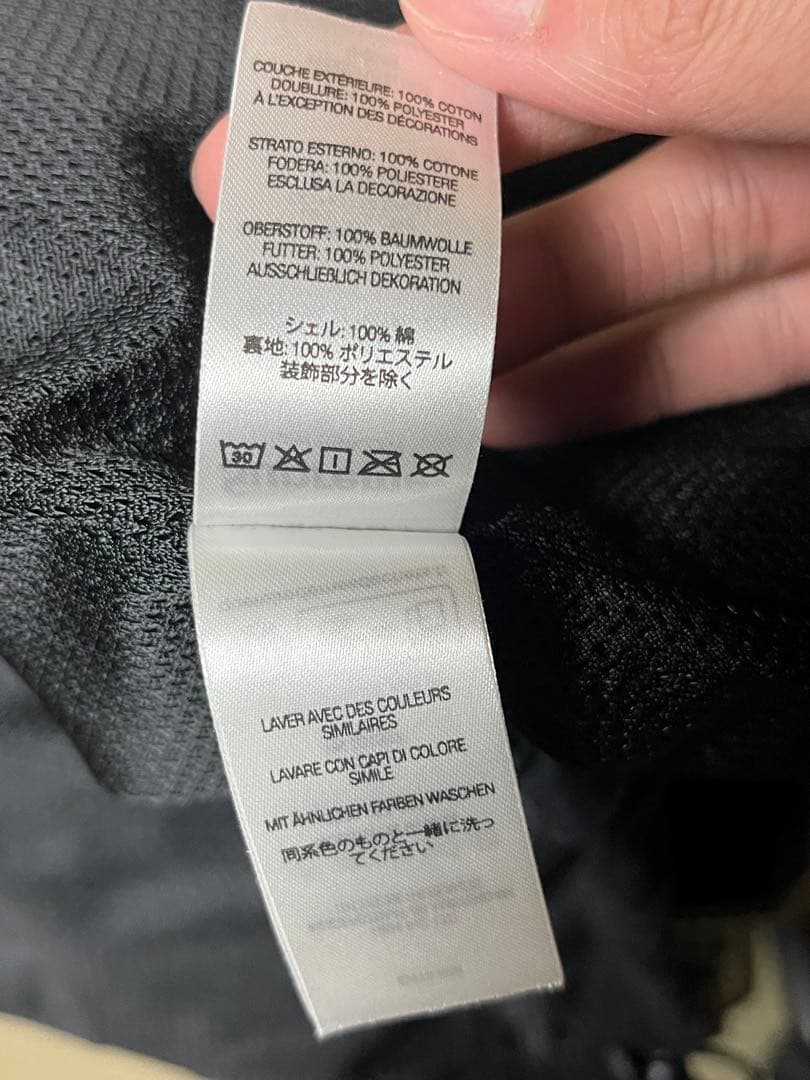 COUCHE EXTÉRIEURE: 100% COTON
DOUBLURE: 100% POLYESTER
À L'EXCEPTION DES DÉCORATIONS
STRATO ESTERNO: 100% COTONE
FODERA: 100% POLIESTERE
ESCLUSA LA DECORAZIONE
OBERSTOFF: 100% BAUMWOLLE
FUTTER: 100% POLYESTER
AUSSCHLIEBLICH DEKORATION
シェル: 100% 綿
裏地: 100% ポリエステル
装飾部分を除く
30
LAVER AVEC DES COULEURS
SIMILAIRES
LAVARE CON CAPI DI COLORE
SIMILE
MIT ÄHNLICHEN FARBEN WASCHEN
同系色のものと一緒に洗っ
てください